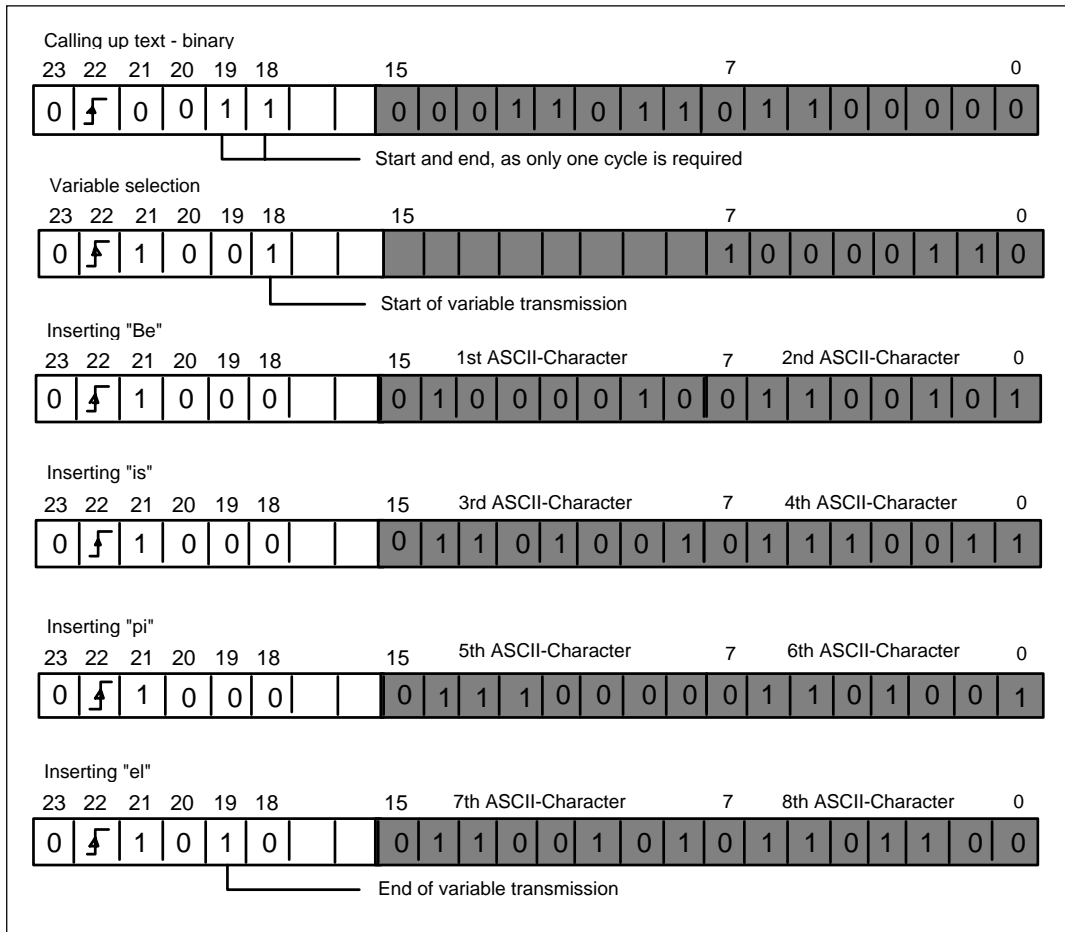 Calling up text - binary
23 22 21 20 19 18 15 7 0
0 0 0 1 1 0 0 0 1 1 0 1 1 0 1 1 0 0 0 0 0
Start and end, as only one cycle is required
Variable selection
23 22 21 20 19 18 15 7 0
0 1 0 0 1 1 0 0 0 0 1 1 0
Start of variable transmission
Inserting "Be"
23 22 21 20 19 18 15 1st ASCII-Character 7 2nd ASCII-Character 0
0 1 0 0 0 0 1 0 0 0 0 1 0 0 1 1 0 0 1 0 1
Inserting "is"
23 22 21 20 19 18 15 3rd ASCII-Character 7 4th ASCII-Character 0
0 1 0 0 0 0 1 1 0 1 0 0 1 0 1 1 1 0 0 1 1
Inserting "pi"
23 22 21 20 19 18 15 5th ASCII-Character 7 6th ASCII-Character 0
0 1 0 0 0 0 1 1 1 0 0 0 0 0 1 1 0 1 0 0 1
Inserting "el"
23 22 21 20 19 18 15 7th ASCII-Character 7 8th ASCII-Character 0
0 1 0 1 0 0 1 1 0 0 1 0 1 0 1 1 0 1 1 0 0
End of variable transmission